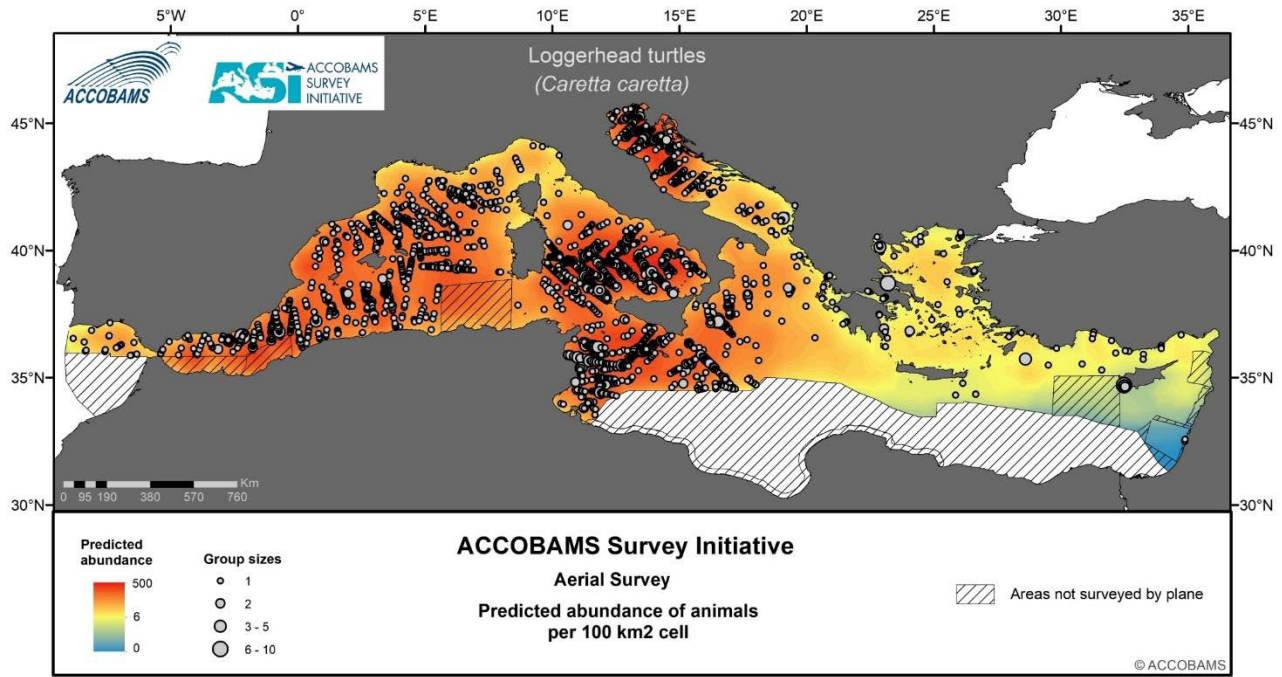 5°W 0° 5°E 10°E 15°E 20°E 25°E 30°E 35°E
ACCOBAMS
ASI ACCOBAMS
SURVEY
INITIATIVE
Loggerhead turtles
(Caretta caretta)
45°N 45°N
40°N 40°N
35°N 35°N
30°N 30°N
Km
0 95 190 380 570 760
Predicted
abundance
500
6
0
Group sizes
1
2
3 - 5
6 - 10
ACCOBAMS Survey Initiative
Aerial Survey
Predicted abundance of animals
per 100 km2 cell
Areas not surveyed by plane
© ACCOBAMS